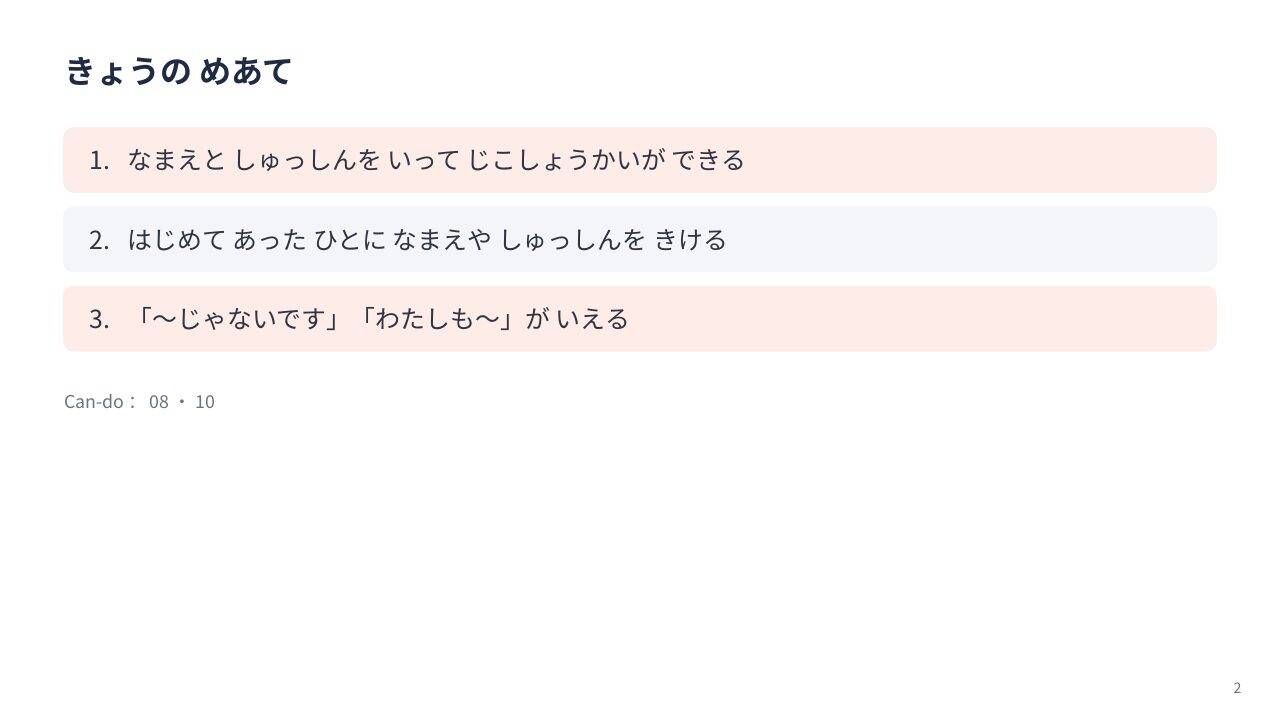 きょうの めあて
1. なまえと しゅっしんを いって じこしょうかいが できる
2. はじめて あった ひとに なまえや しゅっしんを きける
3. 「〜じゃないです」「わたしも〜」が いえる
Can-do： 08 ・ 10
2